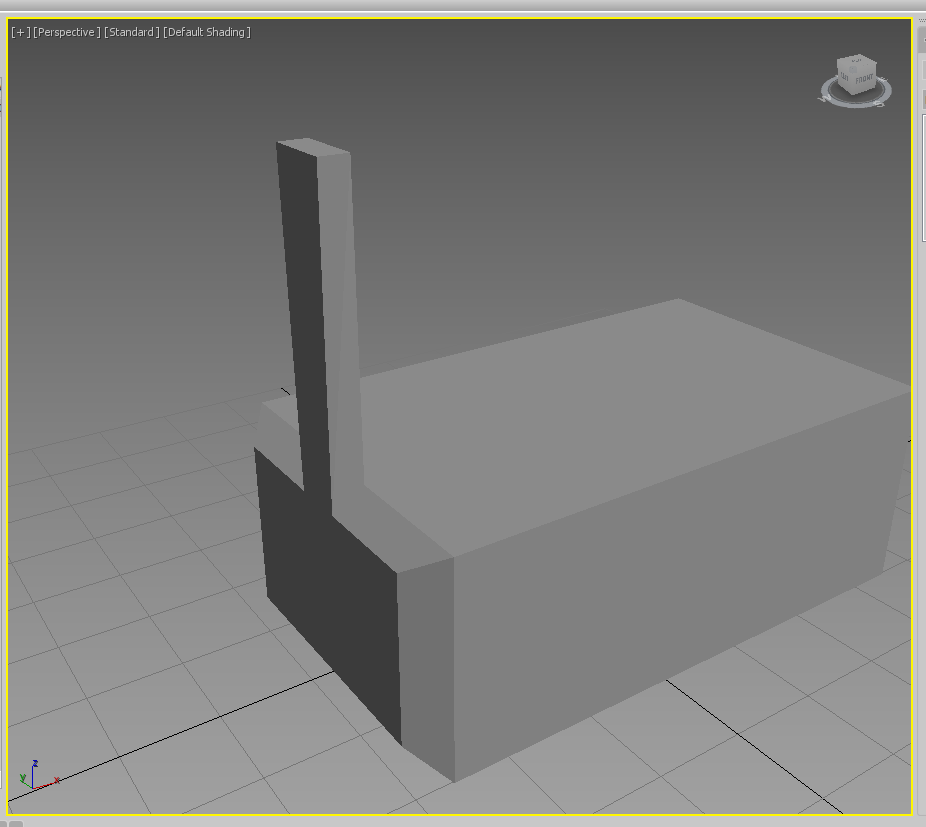 [+] [Perspective ] [Standard ] [Default Shading ]
FRONT
z
y
x